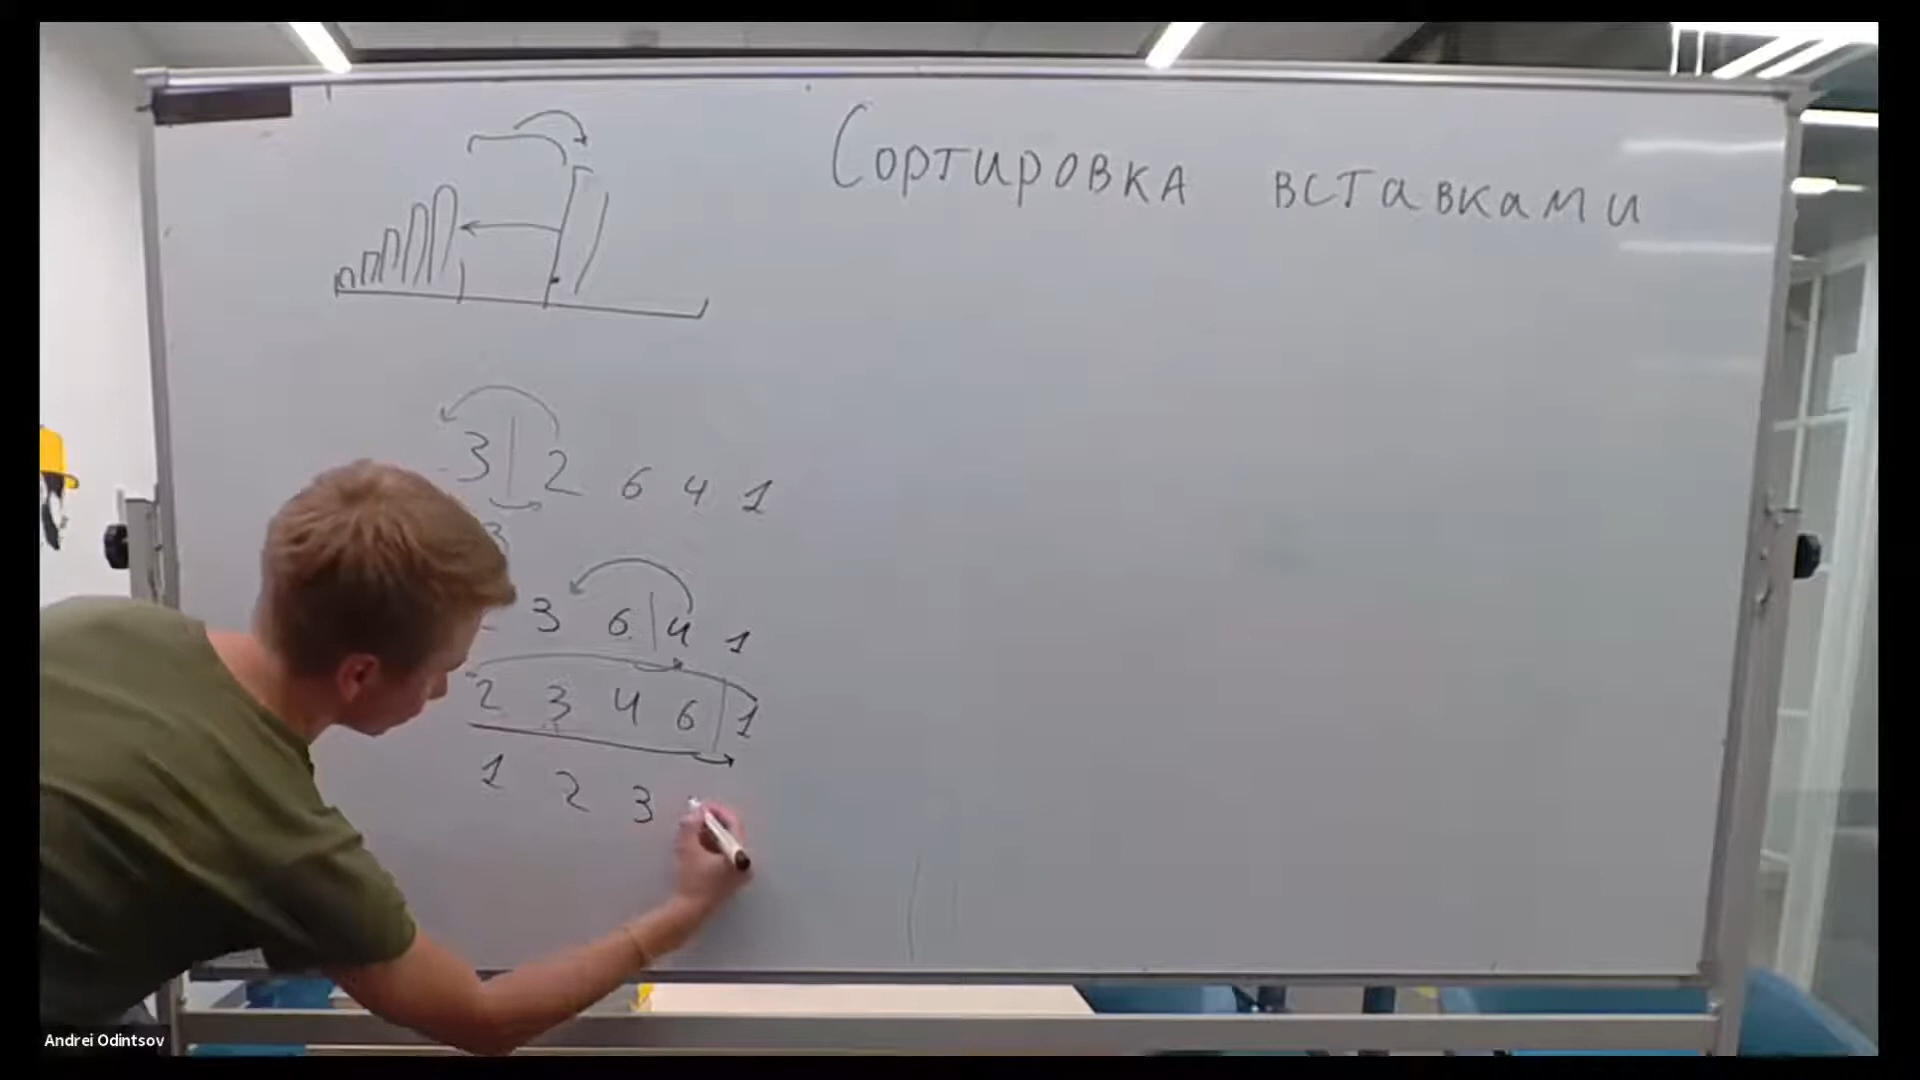 Сортировка вставками
3 | 2 6 4 1
3
3 6 | 4 1
2 3 4 6 | 1
1 2 3
Andrei Odintsov